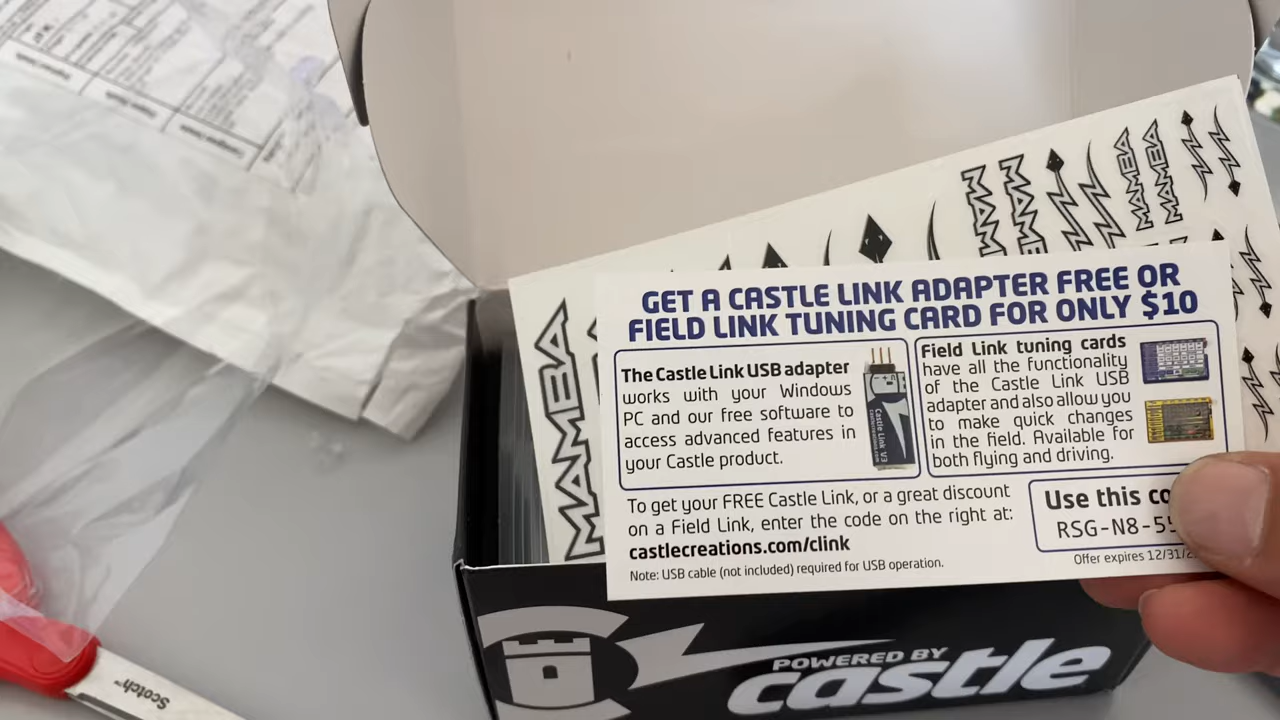 MAMBA
MAMBA
MAMBA
MAMBA
MAMBA
GET A CASTLE LINK ADAPTER FREE OR
FIELD LINK TUNING CARD FOR ONLY $10
The Castle Link USB adapter
works with your Windows
PC and our free software to
access advanced features in
your Castle product.
Castle Link V3
Field Link tuning cards
have all the functionality
of the Castle Link USB
adapter and also allow you
to make quick changes
in the field. Available for
both flying and driving.
To get your FREE Castle Link, or a great discount
on a Field Link, enter the code on the right at:
castlecreations.com/clink
Note: USB cable (not included) required for USB operation.
Use this co
RSG-N8-55
Offer expires 12/31/2
POWERED BY
castle
Scotch™